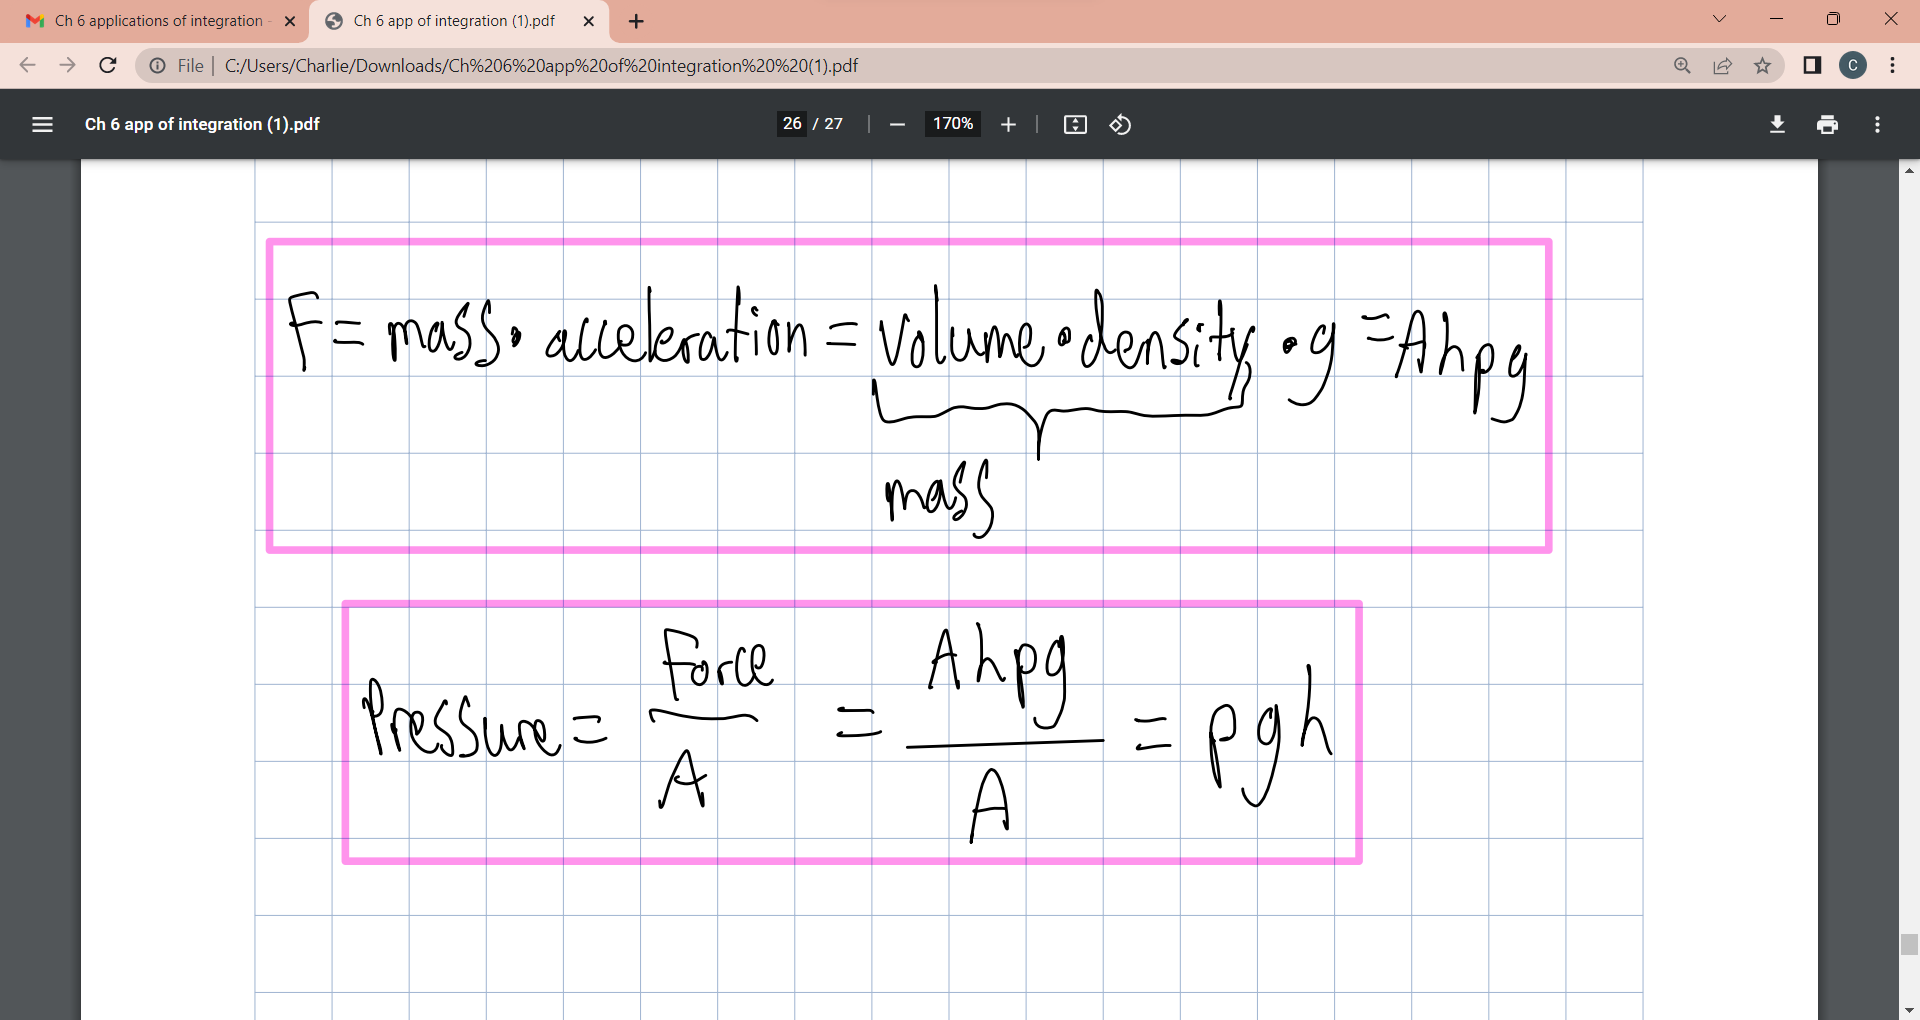 Ch 6 applications of integration
Ch 6 app of integration (1).pdf
File | C:/Users/Charlie/Downloads/Ch%206%20app%20of%20integration%20%20(1).pdf
C
Ch 6 app of integration (1).pdf
26 / 27
170%
F = mass • acceleration = volume • density • g = Ahρg
mass
Pressure = Force / A = Ahρg / A = ρgh